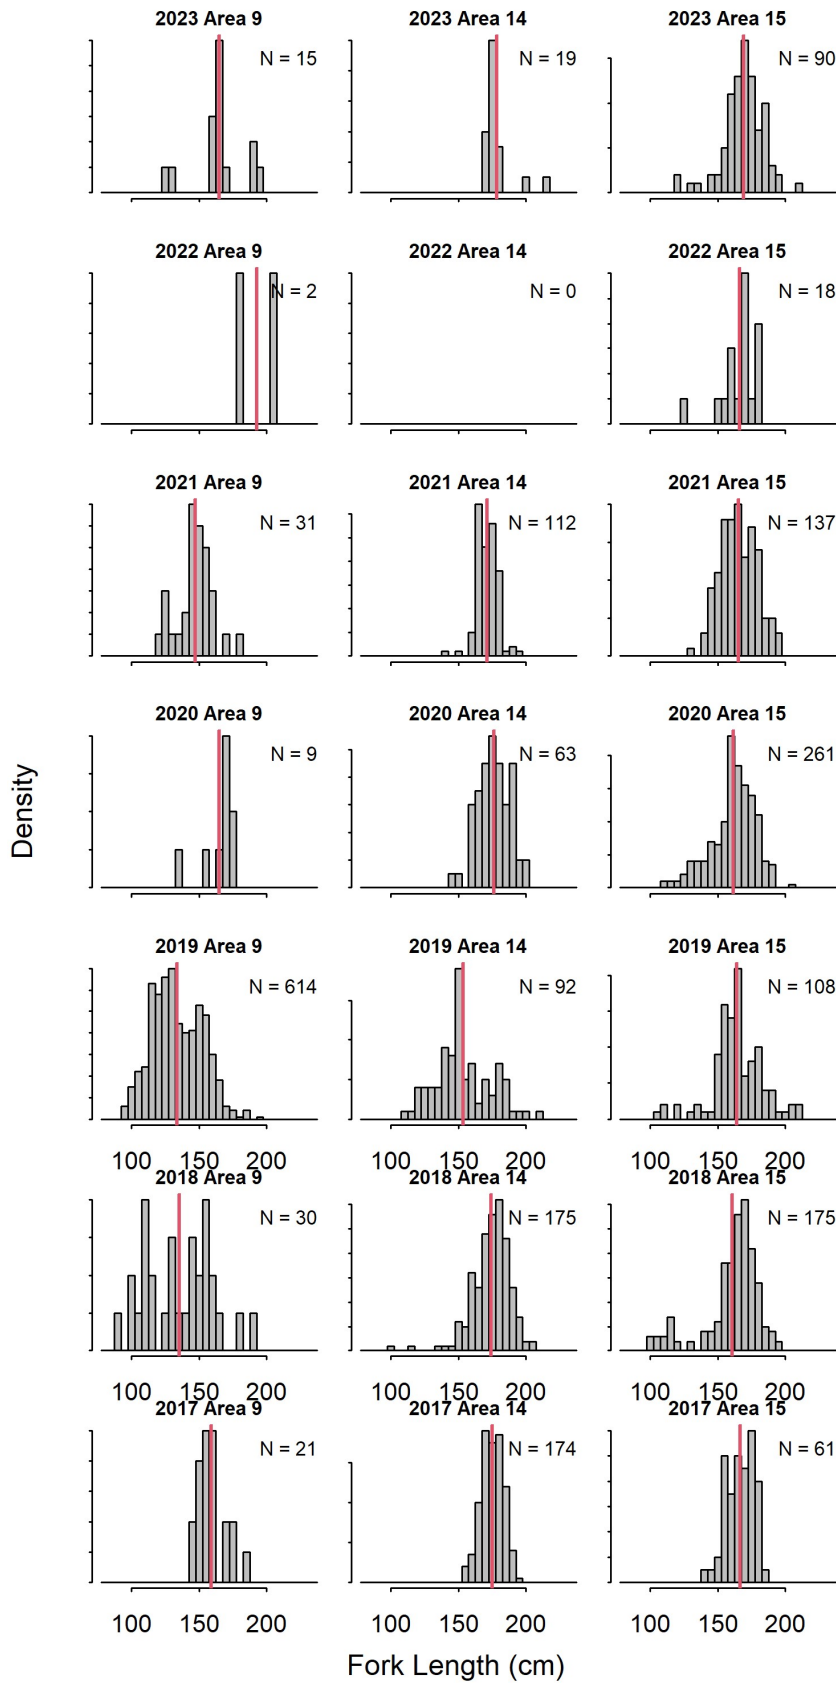 2023 Area 9 2023 Area 14 2023 Area 15
N = 15 N = 19 N = 90
2022 Area 9 2022 Area 14 2022 Area 15
N = 2 N = 0 N = 18
2021 Area 9 2021 Area 14 2021 Area 15
N = 31 N = 112 N = 137
2020 Area 9 2020 Area 14 2020 Area 15
N = 9 N = 63 N = 261
Density
2019 Area 9 2019 Area 14 2019 Area 15
N = 614 N = 92 N = 108
100 150 200 100 150 200 100 150 200
2018 Area 9 2018 Area 14 2018 Area 15
N = 30 N = 175 N = 175
100 150 200 100 150 200 100 150 200
2017 Area 9 2017 Area 14 2017 Area 15
N = 21 N = 174 N = 61
100 150 200 100 150 200 100 150 200
Fork Length (cm)